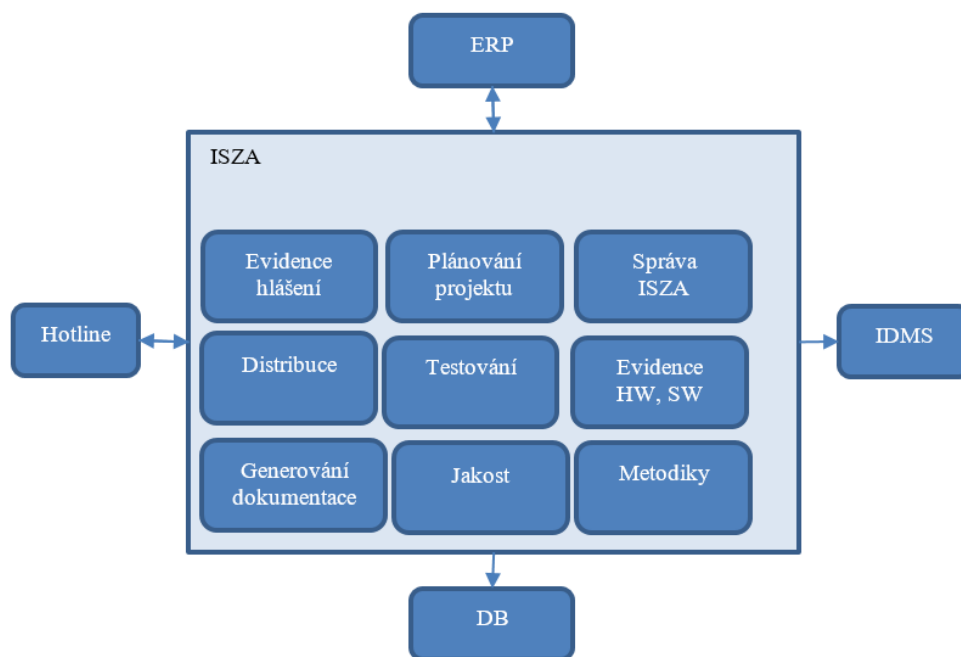 ERP
ISZA
Evidence
hlášení
Plánování
projektu
Správa
ISZA
Hotline
Distribuce
Testování
Evidence
HW, SW
IDMS
Generování
dokumentace
Jakost
Metodiky
DB